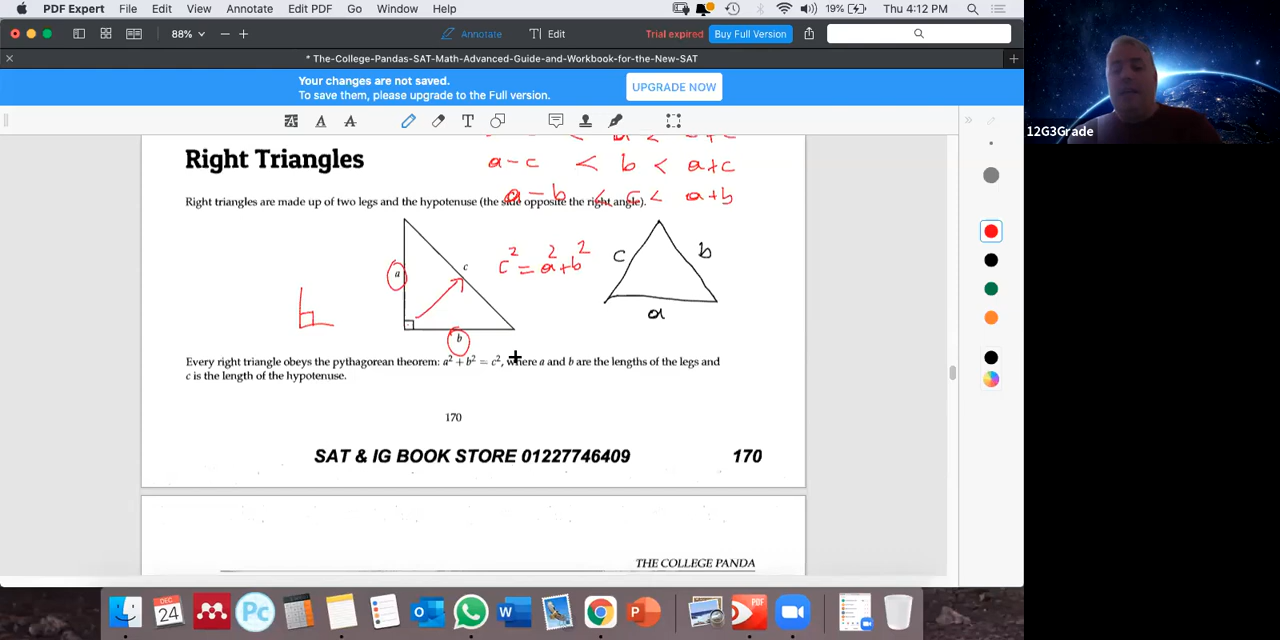 PDF Expert File Edit View Annotate Edit PDF Go Window Help 19% Thu 4:12 PM
88% Annotate Edit Trial expired Buy Full Version
* The-College-Pandas-SAT-Math-Advanced-Guide-and-Workbook-for-the-New-SAT
Your changes are not saved.
To save them, please upgrade to the Full version.
UPGRADE NOW
12G3Grade
Right Triangles
a - c < b < a+c
a - b < c < a+b
Right triangles are made up of two legs and the hypotenuse (the side opposite the right angle).
a
c
b
c² = a² + b²
c
b
a
Every right triangle obeys the pythagorean theorem: a² + b² = c², where a and b are the lengths of the legs and
c is the length of the hypotenuse.
170
SAT & IG BOOK STORE 01227746409 170
THE COLLEGE PANDA
DEC
24
Pc
W
P
PDF